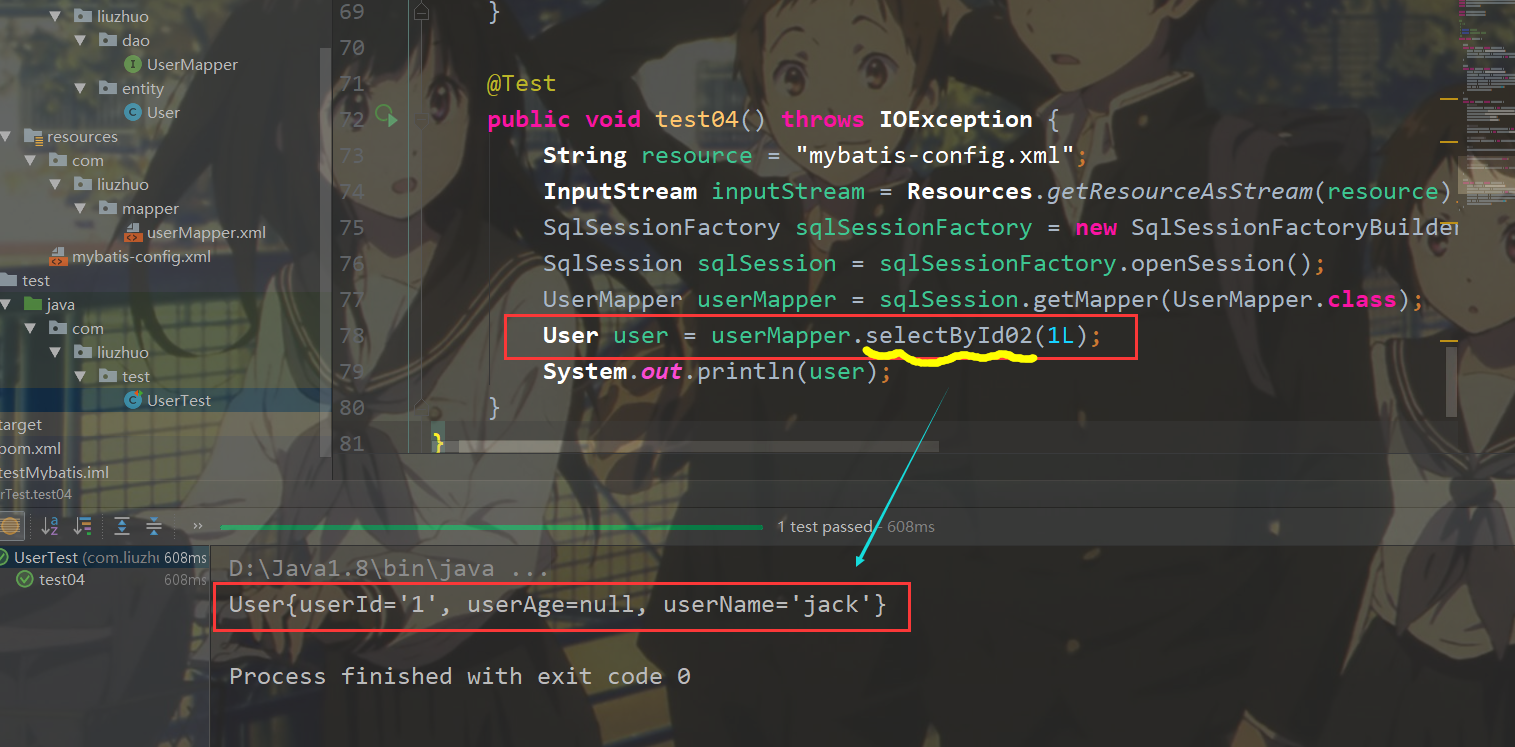 liuzhuo
dao
UserMapper
entity
User
resources
com
liuzhuo
mapper
userMapper.xml
mybatis-config.xml
test
java
com
liuzhuo
test
UserTest
target
pom.xml
testMybatis.iml
rTest.test04
69 }
70
71 @Test
72 public void test04() throws IOException {
73 String resource = "mybatis-config.xml";
74 InputStream inputStream = Resources.getResourceAsStream(resource)
75 SqlSessionFactory sqlSessionFactory = new SqlSessionFactoryBuilder
76 SqlSession sqlSession = sqlSessionFactory.openSession();
77 UserMapper userMapper = sqlSession.getMapper(UserMapper.class);
78 User user = userMapper.selectById02(1L);
79 System.out.println(user);
80 }
81 }
1 test passed - 608ms
UserTest (com.liuzhu 608ms
test04 608ms
D:\Java1.8\bin\java ...
User{userId='1', userAge=null, userName='jack'}
Process finished with exit code 0